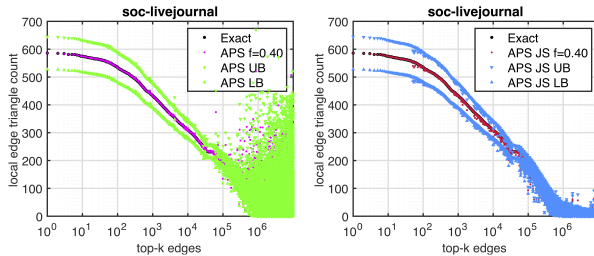 soc-livejournal
local edge triangle count
700
600
500
400
300
200
100
0
Exact
APS f=0.40
APS UB
APS LB
10^0 10^1 10^2 10^3 10^4 10^5 10^6
top-k edges
soc-livejournal
local edge triangle count
700
600
500
400
300
200
100
0
Exact
APS JS f=0.40
APS JS UB
APS JS LB
10^0 10^1 10^2 10^3 10^4 10^5 10^6
top-k edges